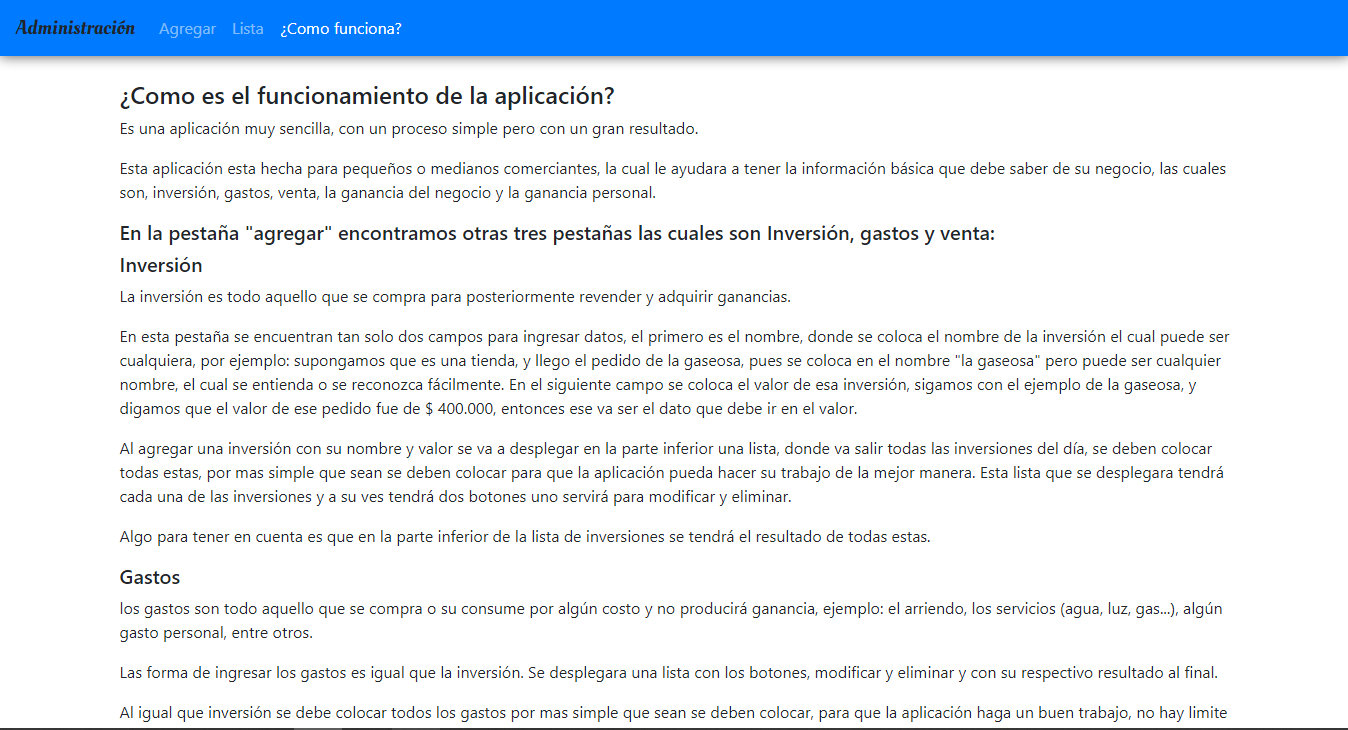 Administración Agregar Lista ¿Como funciona?
¿Como es el funcionamiento de la aplicación?
Es una aplicación muy sencilla, con un proceso simple pero con un gran resultado.
Esta aplicación esta hecha para pequeños o medianos comerciantes, la cual le ayudara a tener la información básica que debe saber de su negocio, las cuales
son, inversión, gastos, venta, la ganancia del negocio y la ganancia personal.
En la pestaña "agregar" encontramos otras tres pestañas las cuales son Inversión, gastos y venta:
Inversión
La inversión es todo aquello que se compra para posteriormente revender y adquirir ganancias.
En esta pestaña se encuentran tan solo dos campos para ingresar datos, el primero es el nombre, donde se coloca el nombre de la inversión el cual puede ser
cualquiera, por ejemplo: supongamos que es una tienda, y llego el pedido de la gaseosa, pues se coloca en el nombre "la gaseosa" pero puede ser cualquier
nombre, el cual se entienda o se reconozca fácilmente. En el siguiente campo se coloca el valor de esa inversión, sigamos con el ejemplo de la gaseosa, y
digamos que el valor de ese pedido fue de $ 400.000, entonces ese va ser el dato que debe ir en el valor.
Al agregar una inversión con su nombre y valor se va a desplegar en la parte inferior una lista, donde va salir todas las inversiones del día, se deben colocar
todas estas, por mas simple que sean se deben colocar para que la aplicación pueda hacer su trabajo de la mejor manera. Esta lista que se desplegara tendrá
cada una de las inversiones y a su ves tendrá dos botones uno servirá para modificar y eliminar.
Algo para tener en cuenta es que en la parte inferior de la lista de inversiones se tendrá el resultado de todas estas.
Gastos
los gastos son todo aquello que se compra o su consume por algún costo y no producirá ganancia, ejemplo: el arriendo, los servicios (agua, luz, gas...), algún
gasto personal, entre otros.
Las forma de ingresar los gastos es igual que la inversión. Se desplegara una lista con los botones, modificar y eliminar y con su respectivo resultado al final.
Al igual que inversión se debe colocar todos los gastos por mas simple que sean se deben colocar, para que la aplicación haga un buen trabajo, no hay limite